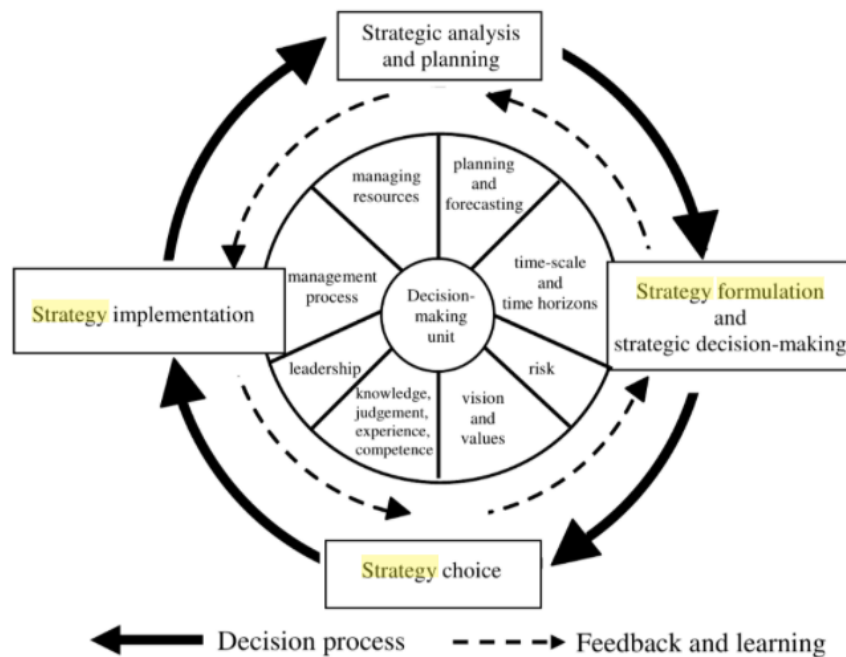 Strategic analysis
and planning
managing
resources
planning
and
forecasting
management
process
Decision-
making
unit
time-scale
and
time horizons
Strategy implementation
Strategy formulation
and
strategic decision-making
leadership
risk
knowledge,
judgement,
experience,
competence
vision
and
values
Strategy choice
Decision process
Feedback and learning